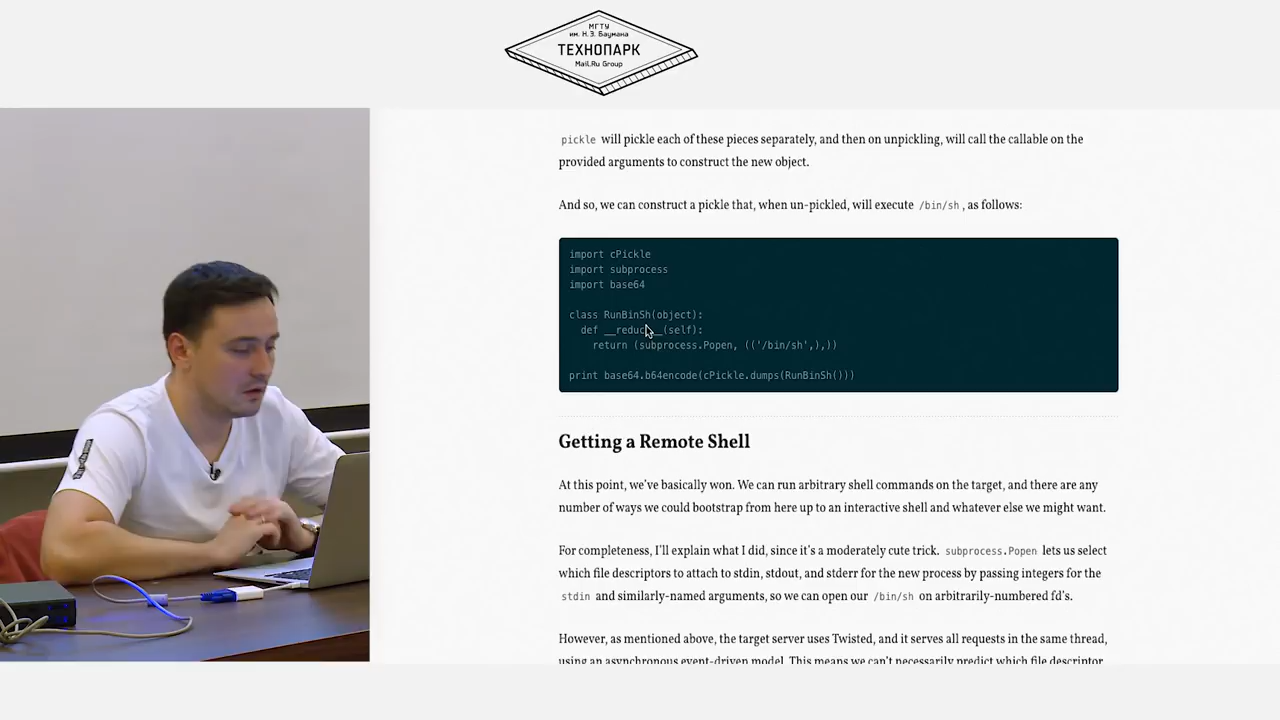 МГТУ
им. Н.Э. Баумана
ТЕХНОПАРК
Mail.Ru Group
pickle will pickle each of these pieces separately, and then on unpickling, will call the callable on the
provided arguments to construct the new object.
And so, we can construct a pickle that, when un-pickled, will execute /bin/sh , as follows:
import cPickle
import subprocess
import base64
class RunBinSh(object):
def __reduce__(self):
return (subprocess.Popen, (('/bin/sh',),))
print base64.b64encode(cPickle.dumps(RunBinSh()))
Getting a Remote Shell
At this point, we've basically won. We can run arbitrary shell commands on the target, and there are any
number of ways we could bootstrap from here up to an interactive shell and whatever else we might want.
For completeness, I'll explain what I did, since it's a moderately cute trick. subprocess.Popen lets us select
which file descriptors to attach to stdin, stdout, and stderr for the new process by passing integers for the
stdin and similarly-named arguments, so we can open our /bin/sh on arbitrarily-numbered fd's.
However, as mentioned above, the target server uses Twisted, and it serves all requests in the same thread,
using an asynchronous event-driven model. This means we can't necessarily predict which file descriptor